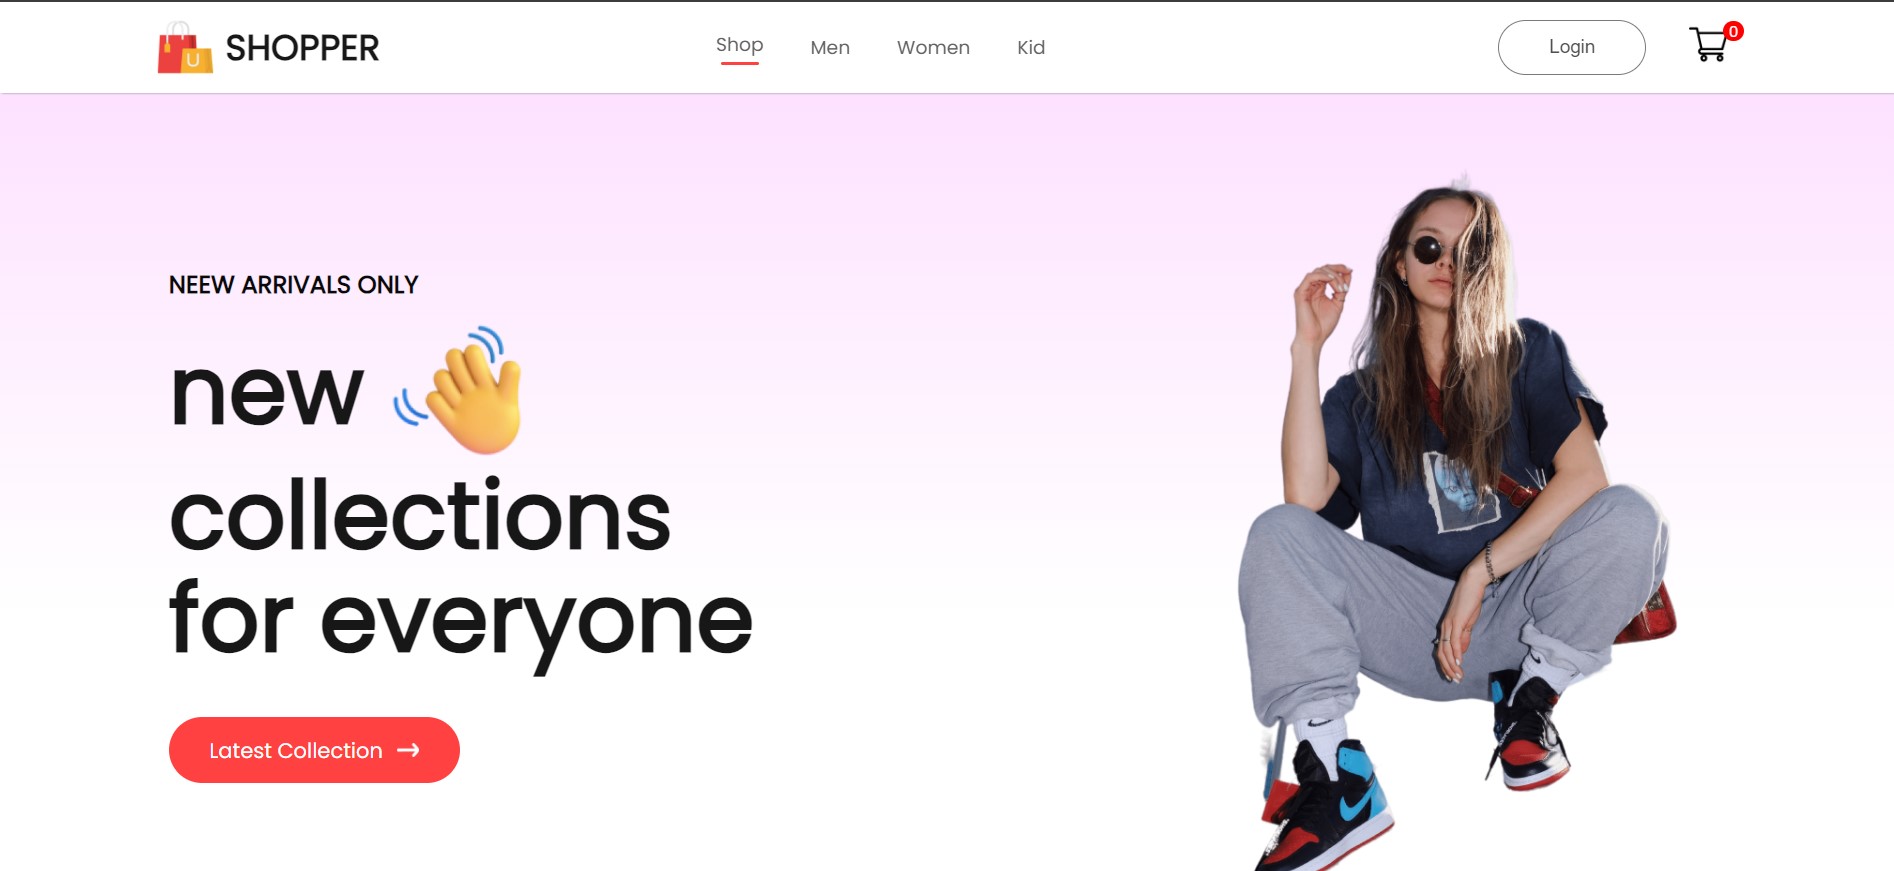 SHOPPER
Shop
Men
Women
Kid
Login
0
NEEW ARRIVALS ONLY
new
collections
for everyone
Latest Collection →